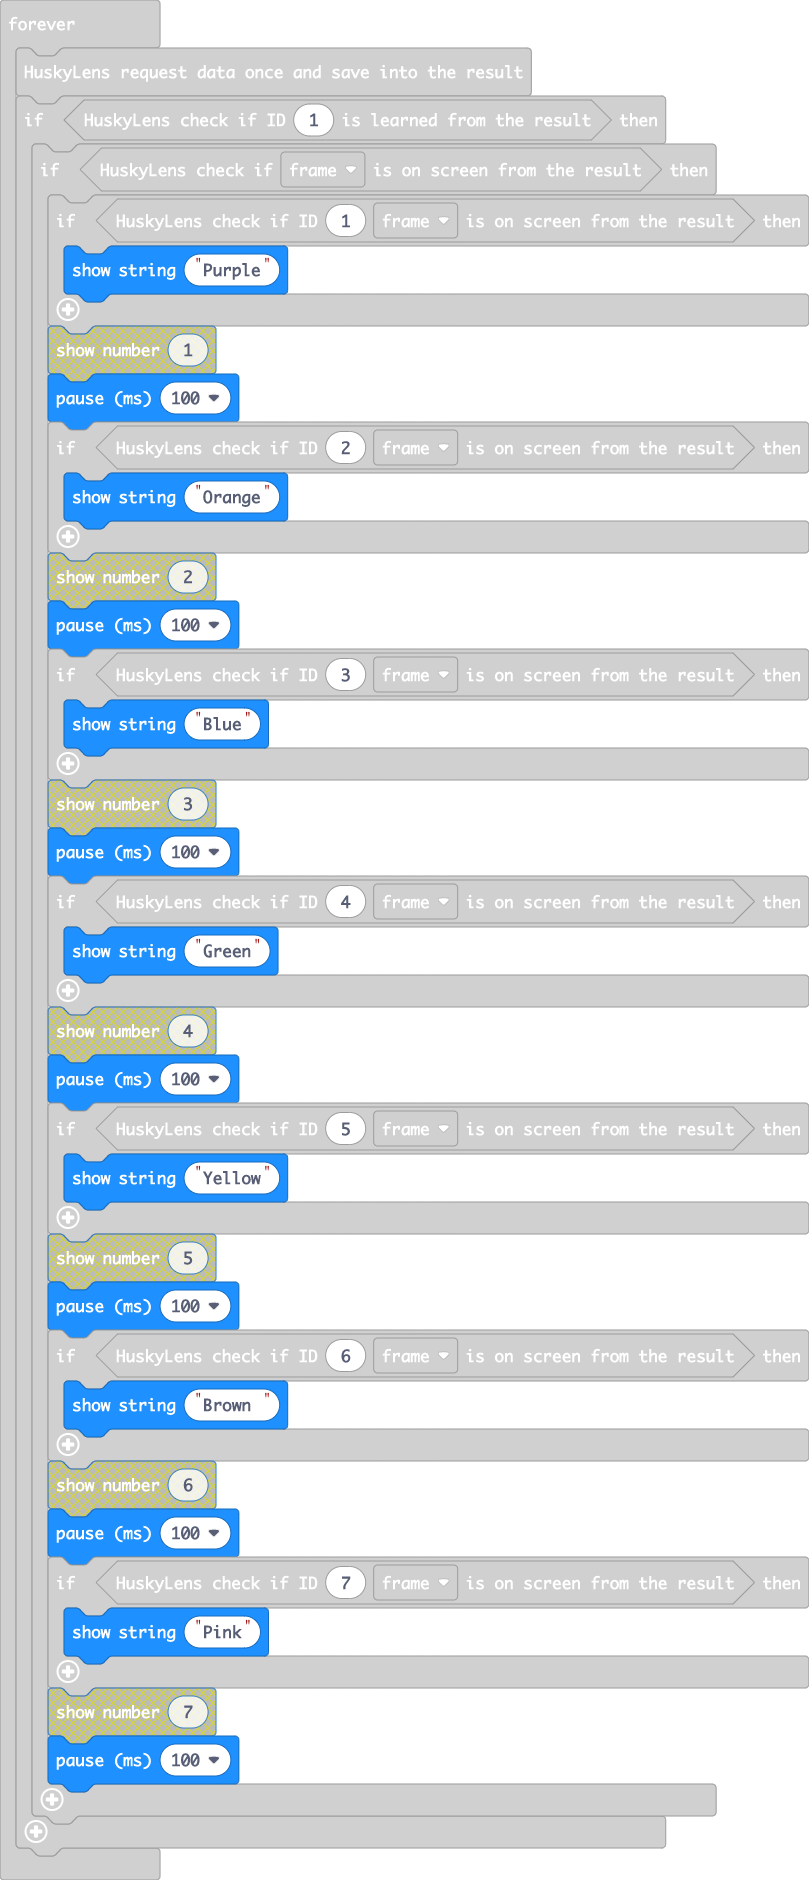 forever
HuskyLens request data once and save into the result
if HuskyLens check if ID 1 is learned from the result then
if HuskyLens check if frame is on screen from the result then
if HuskyLens check if ID 1 frame is on screen from the result then
show string "Purple"
show number 1
pause (ms) 100
if HuskyLens check if ID 2 frame is on screen from the result then
show string "Orange"
show number 2
pause (ms) 100
if HuskyLens check if ID 3 frame is on screen from the result then
show string "Blue"
show number 3
pause (ms) 100
if HuskyLens check if ID 4 frame is on screen from the result then
show string "Green"
show number 4
pause (ms) 100
if HuskyLens check if ID 5 frame is on screen from the result then
show string "Yellow"
show number 5
pause (ms) 100
if HuskyLens check if ID 6 frame is on screen from the result then
show string "Brown "
show number 6
pause (ms) 100
if HuskyLens check if ID 7 frame is on screen from the result then
show string "Pink"
show number 7
pause (ms) 100